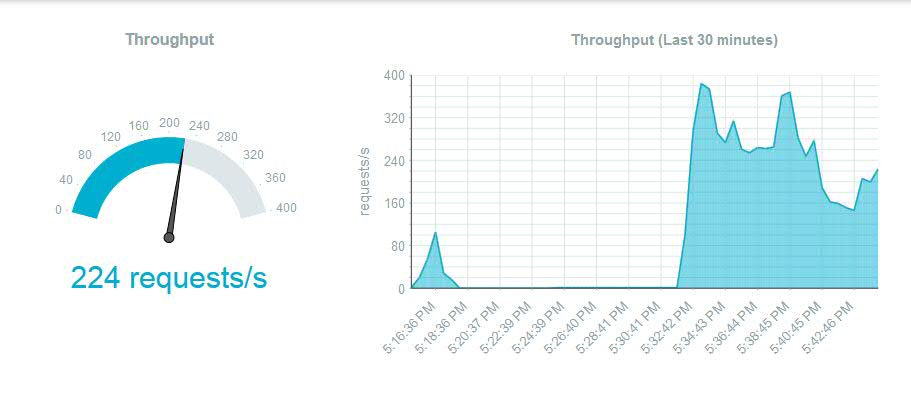 Throughput
0
40
80
120
160
200
240
280
320
360
400
224 requests/s
Throughput (Last 30 minutes)
requests/s
400
320
240
160
80
0
5:16:36 PM
5:18:36 PM
5:20:37 PM
5:22:39 PM
5:24:39 PM
5:26:40 PM
5:28:41 PM
5:30:41 PM
5:32:42 PM
5:34:43 PM
5:36:44 PM
5:38:45 PM
5:40:45 PM
5:42:46 PM